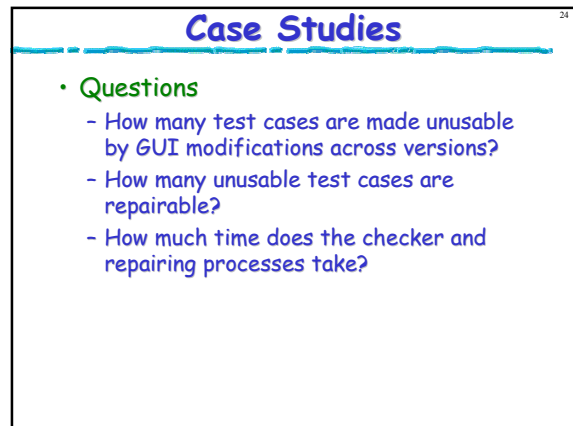 24
Case Studies
• Questions
– How many test cases are made unusable
by GUI modifications across versions?
– How many unusable test cases are
repairable?
– How much time does the checker and
repairing processes take?